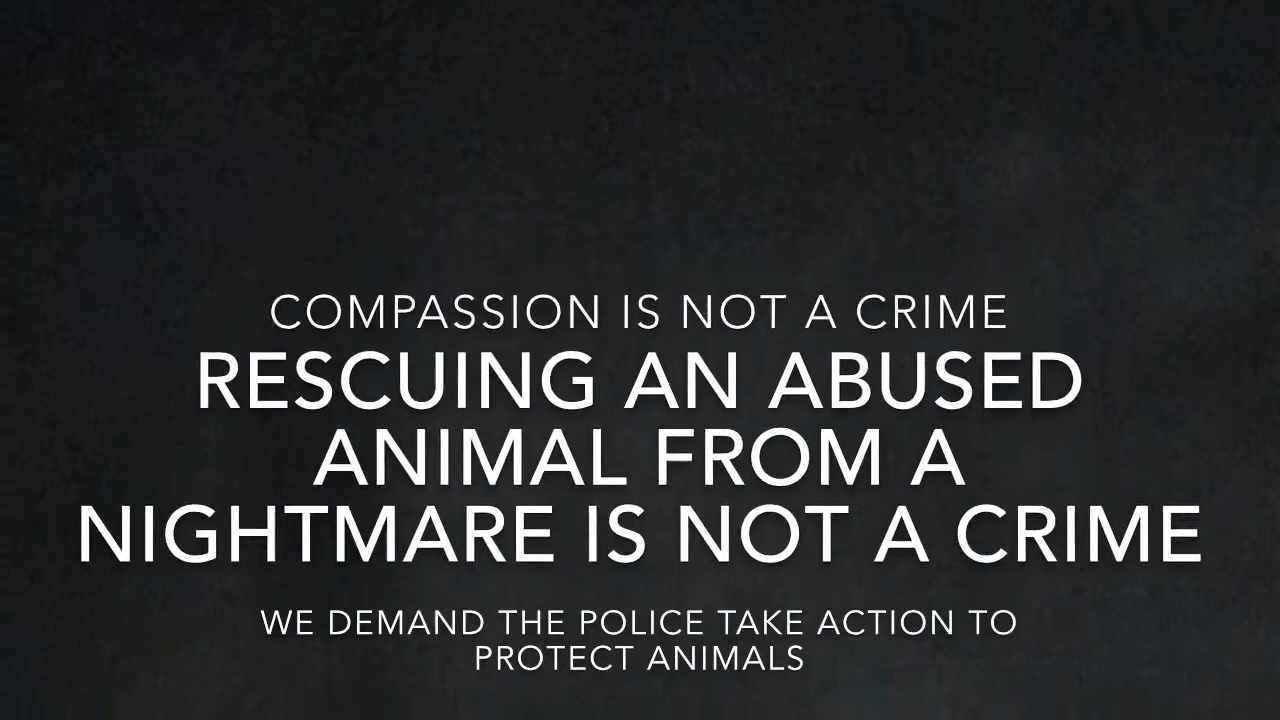 COMPASSION IS NOT A CRIME
RESCUING AN ABUSED
ANIMAL FROM A
NIGHTMARE IS NOT A CRIME
WE DEMAND THE POLICE TAKE ACTION TO
PROTECT ANIMALS